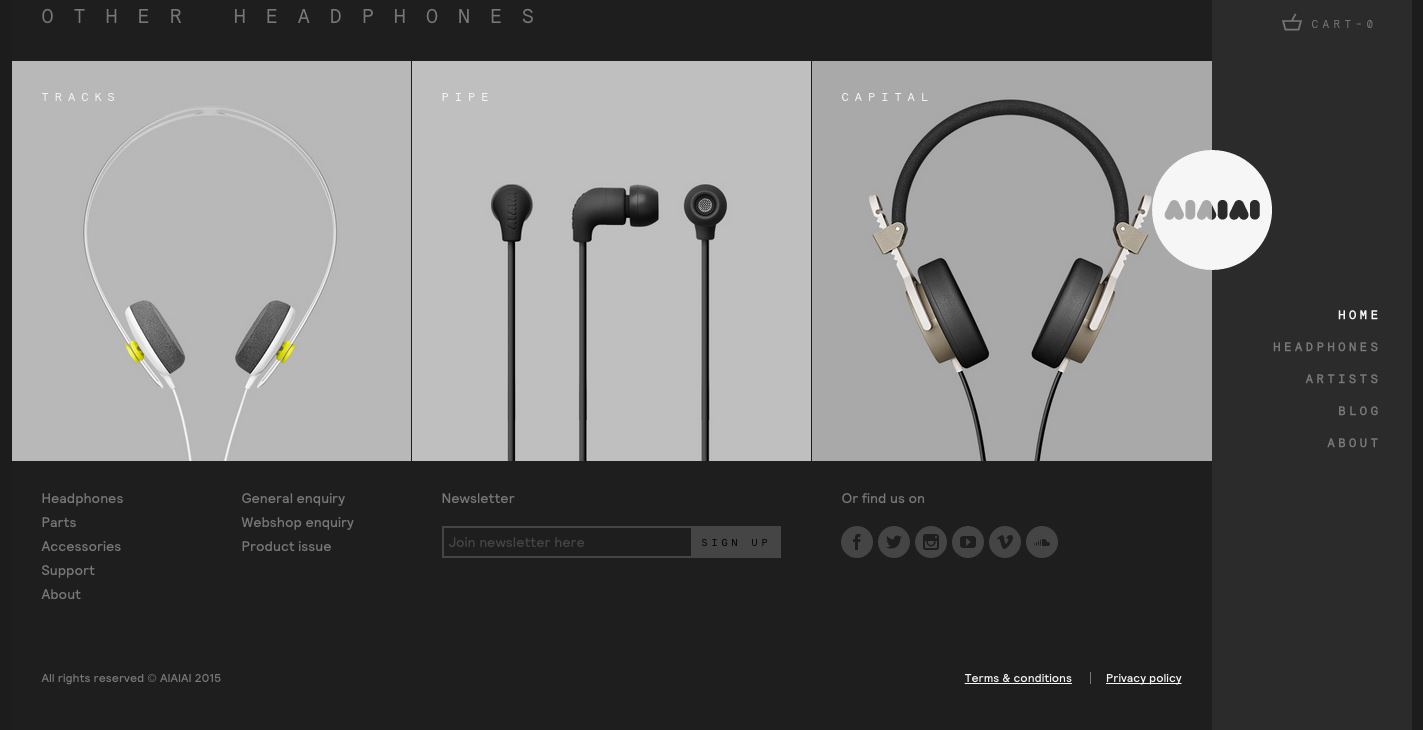 OTHER HEADPHONES
CART-0
TRACKS
PIPE
CAPITAL
AIAIAI
HOME
HEADPHONES
ARTISTS
BLOG
ABOUT
Headphones
Parts
Accessories
Support
About
General enquiry
Webshop enquiry
Product issue
Newsletter
Join newsletter here
SIGN UP
Or find us on
All rights reserved © AIAIAI 2015
Terms & conditions | Privacy policy